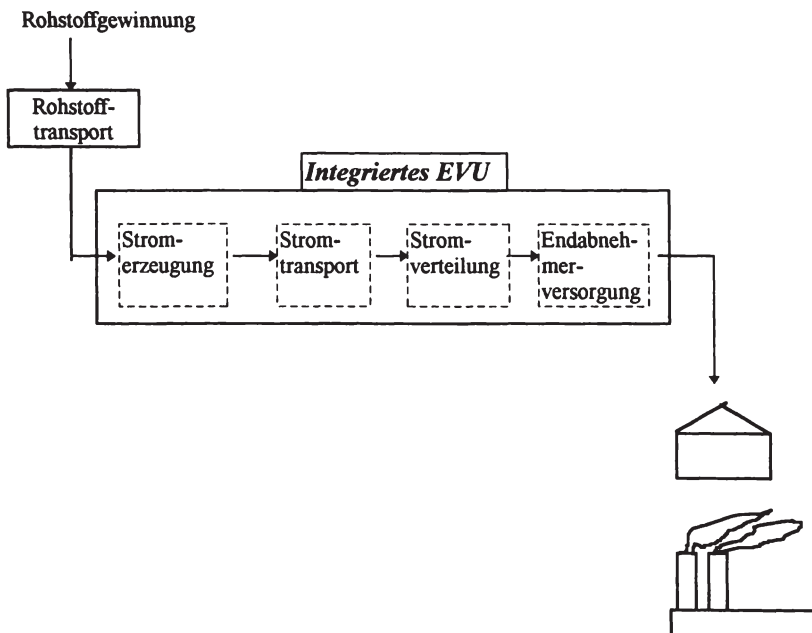 Rohstoffgewinnung
Rohstoff-
transport
Integriertes EVU
Strom-
erzeugung
Strom-
transport
Strom-
verteilung
Endabneh-
mer-
versorgung